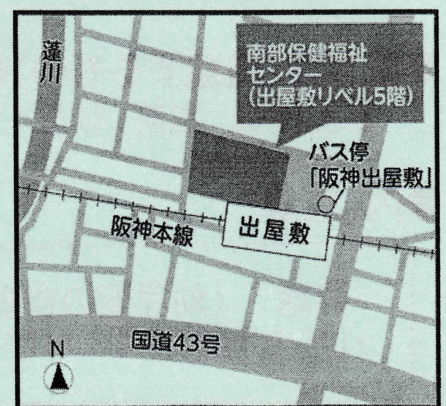 蓬川
南部保健福祉
センター
(出屋敷リベル5階)
バス停
「阪神出屋敷」
阪神本線
出屋敷
国道43号
N